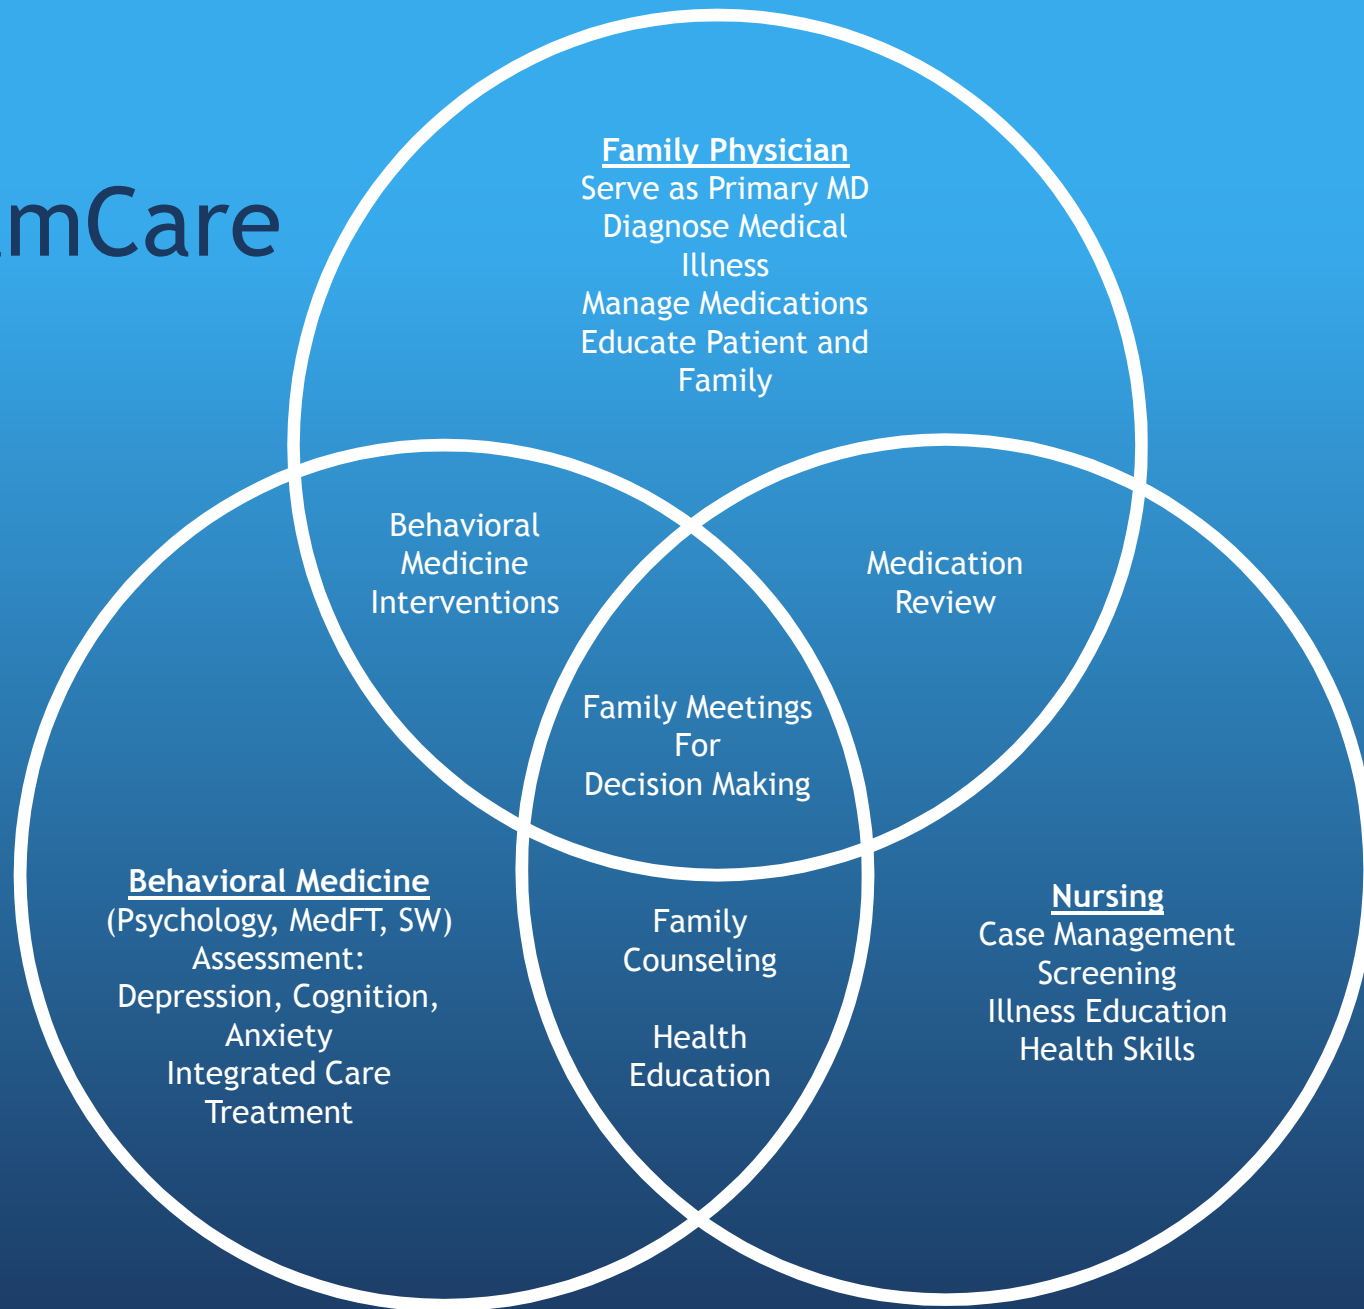 mCare
Family Physician
Serve as Primary MD
Diagnose Medical
Illness
Manage Medications
Educate Patient and
Family
Behavioral
Medicine
Interventions
Medication
Review
Family Meetings
For
Decision Making
Behavioral Medicine
(Psychology, MedFT, SW)
Assessment:
Depression, Cognition,
Anxiety
Integrated Care
Treatment
Family
Counseling
Health
Education
Nursing
Case Management
Screening
Illness Education
Health Skills